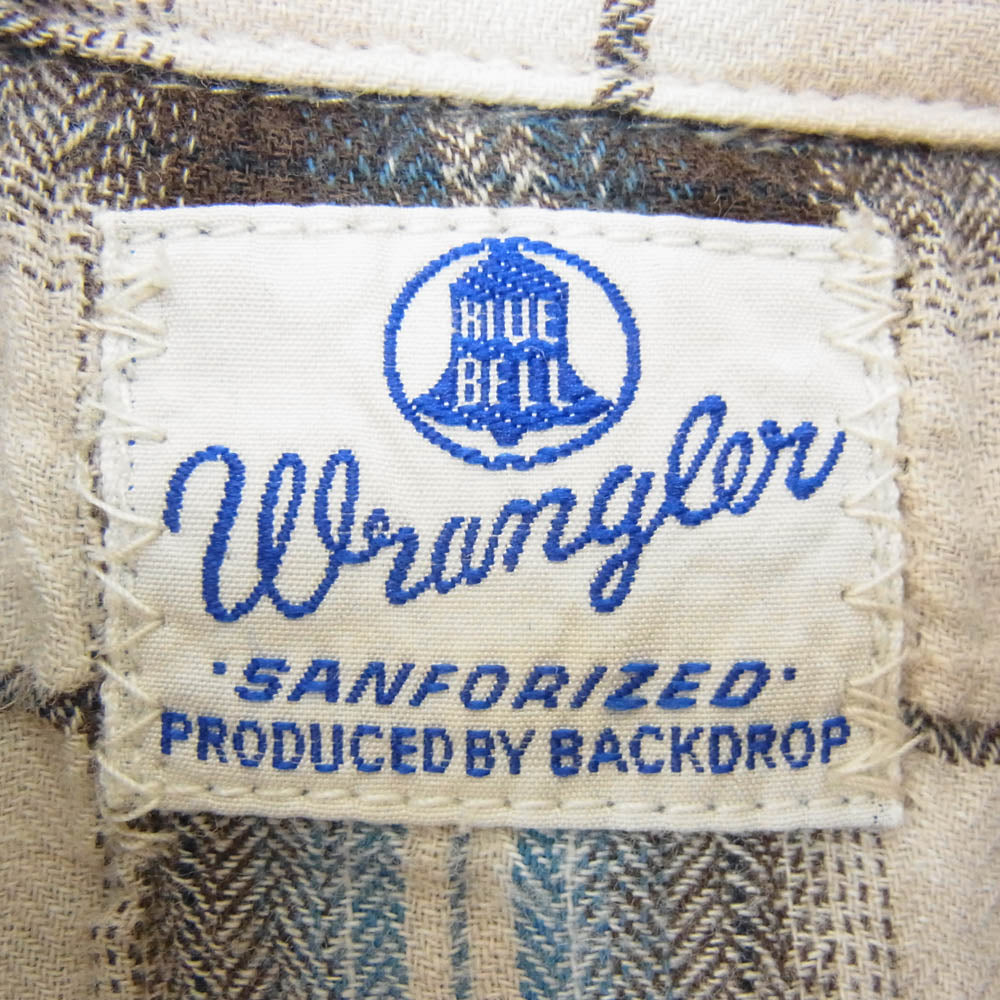 BLUE
BELL
Wrangler
·SANFORIZED·
PRODUCED BY BACKDROP